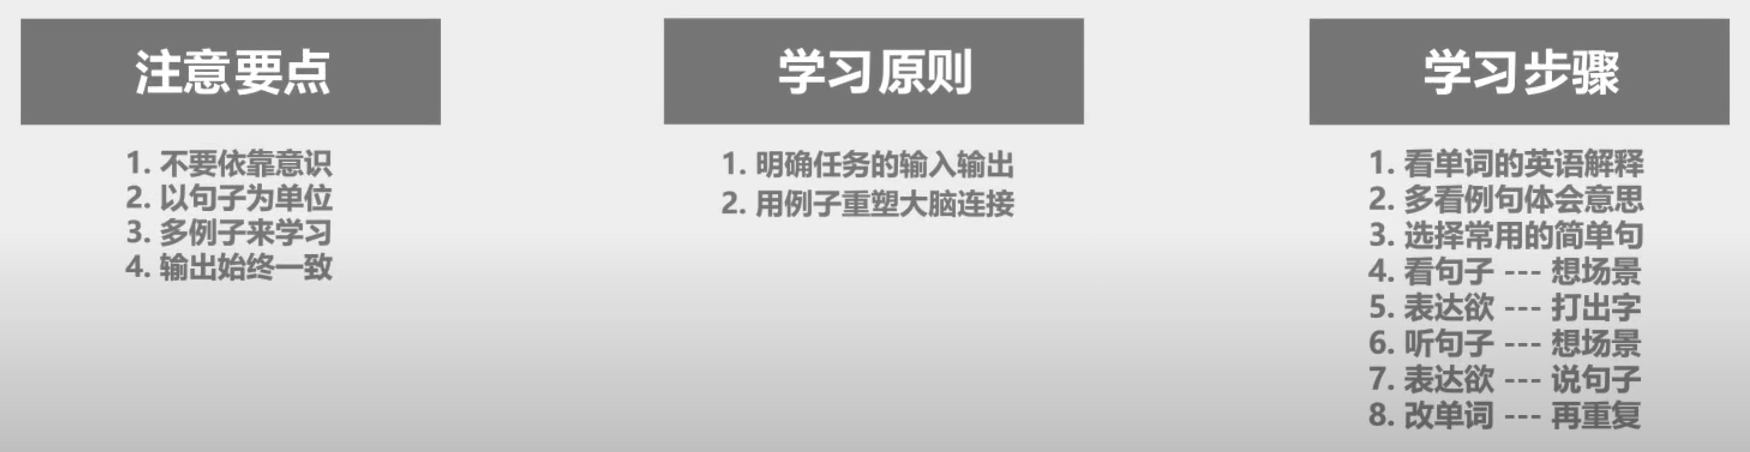 注意要点
1. 不要依靠意识
2. 以句子为单位
3. 多例子来学习
4. 输出始终一致
学习原则
1. 明确任务的输入输出
2. 用例子重塑大脑连接
学习步骤
1. 看单词的英语解释
2. 多看例句体会意思
3. 选择常用的简单句
4. 看句子 --- 想场景
5. 表达欲 --- 打出字
6. 听句子 --- 想场景
7. 表达欲 --- 说句子
8. 改单词 --- 再重复